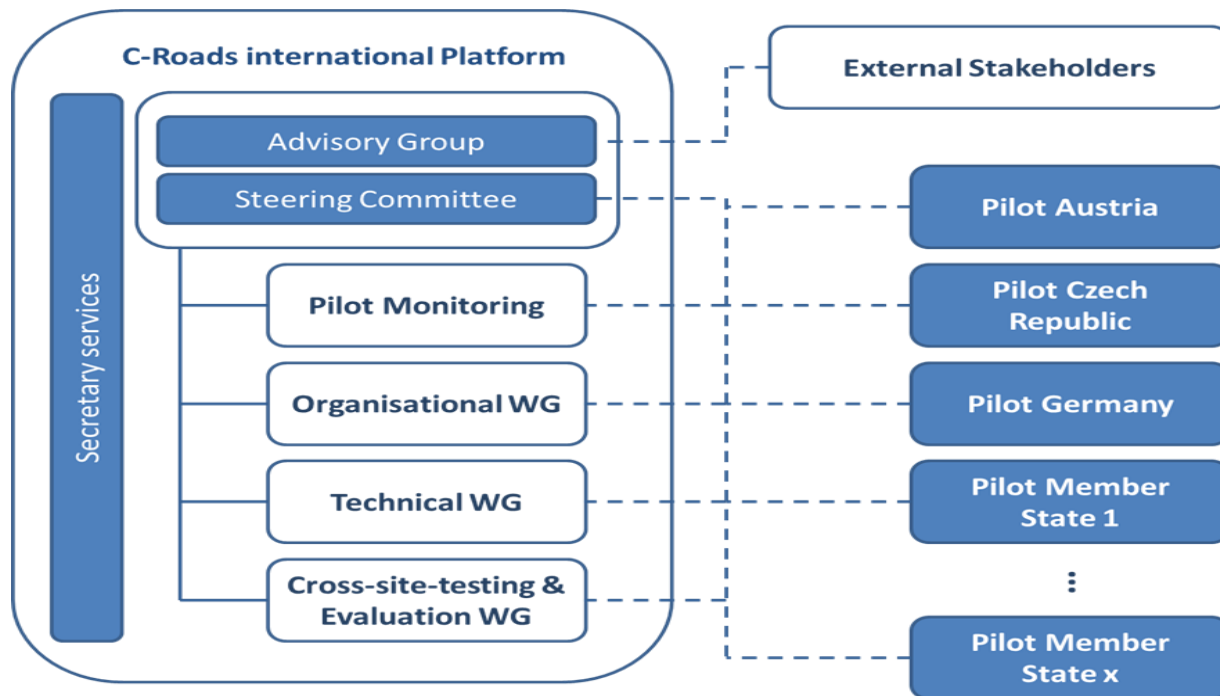 C-Roads international Platform
Secretary services
Advisory Group
Steering Committee
Pilot Monitoring
Organisational WG
Technical WG
Cross-site-testing &
Evaluation WG
External Stakeholders
Pilot Austria
Pilot Czech
Republic
Pilot Germany
Pilot Member
State 1
...
Pilot Member
State x